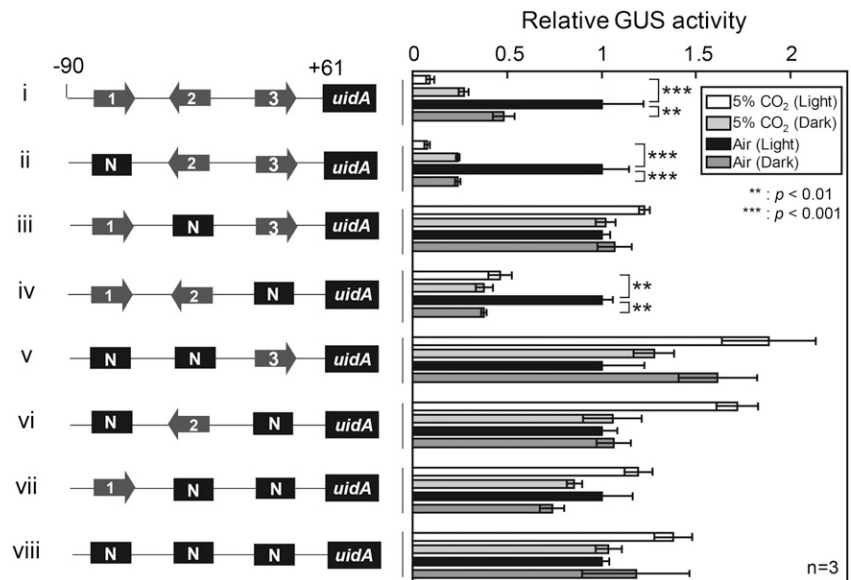 Relative GUS activity
-90 +61 0 0.5 1 1.5 2
i 1 2 3 uidA *** **
5% CO2 (Light)
5% CO2 (Dark)
Air (Light)
Air (Dark)
ii N 2 3 uidA *** ***
** : p < 0.01
*** : p < 0.001
iii 1 N 3 uidA
iv 1 2 N uidA ** **
v N N 3 uidA
vi N 2 N uidA
vii 1 N N uidA
viii N N N uidA
n=3